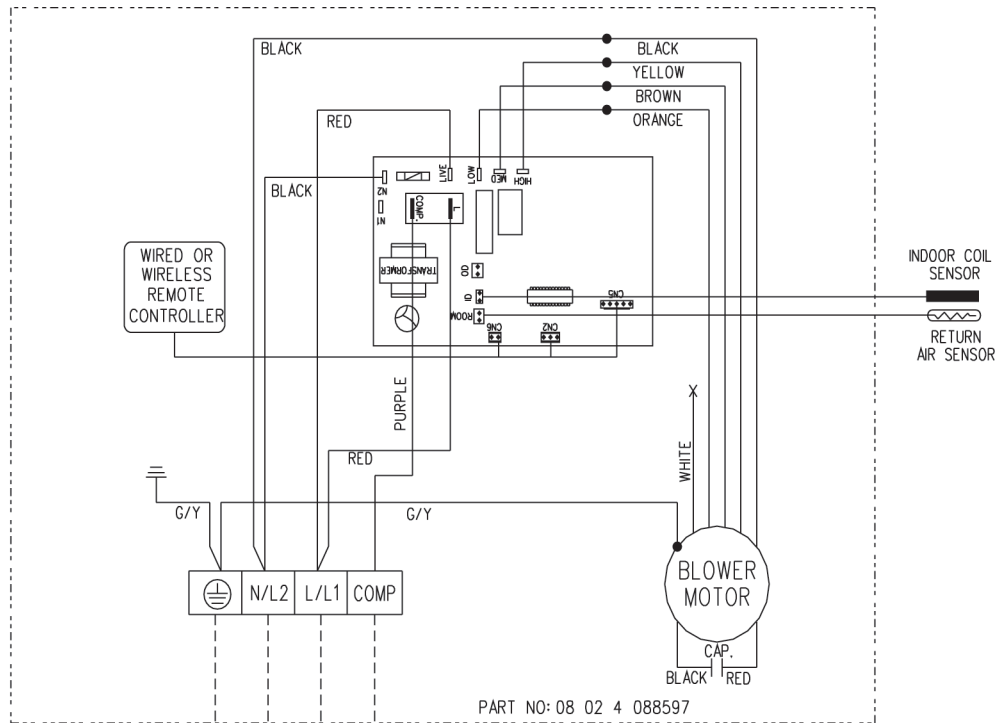 BLACK
BLACK
YELLOW
BROWN
ORANGE
RED
LIVE
LOW
MED
HIGH
N2
BLACK
N1
COMP.
L
WIRED OR
WIRELESS
REMOTE
CONTROLLER
TRANSFORMER
OD
ID
ROOM
CN5
CN6
CN2
INDOOR COIL
SENSOR
RETURN
AIR SENSOR
PURPLE
RED
WHITE
G/Y
G/Y
N/L2
L/L1
COMP
BLOWER
MOTOR
CAP.
BLACK
RED
PART NO: 08 02 4 088597